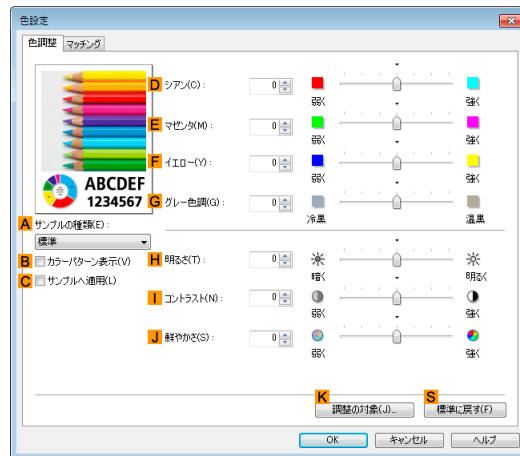 色設定
色調整 マッチング
ABCDEF
1234567
D シアン(C): 0
弱く 強く
E マゼンタ(M): 0
弱く 強く
F イエロー(Y): 0
弱く 強く
G グレー色調(G): 0
冷黒 温黒
A サンプルの種類(E):
標準
B カラーパターン表示(V)
C サンプルへ適用(L)
H 明るさ(T): 0
暗く 明るく
I コントラスト(N): 0
弱く 強く
J 鮮やかさ(S): 0
弱く 強く
K S
調整の対象(J)... 標準に戻す(F)
OK キャンセル ヘルプ